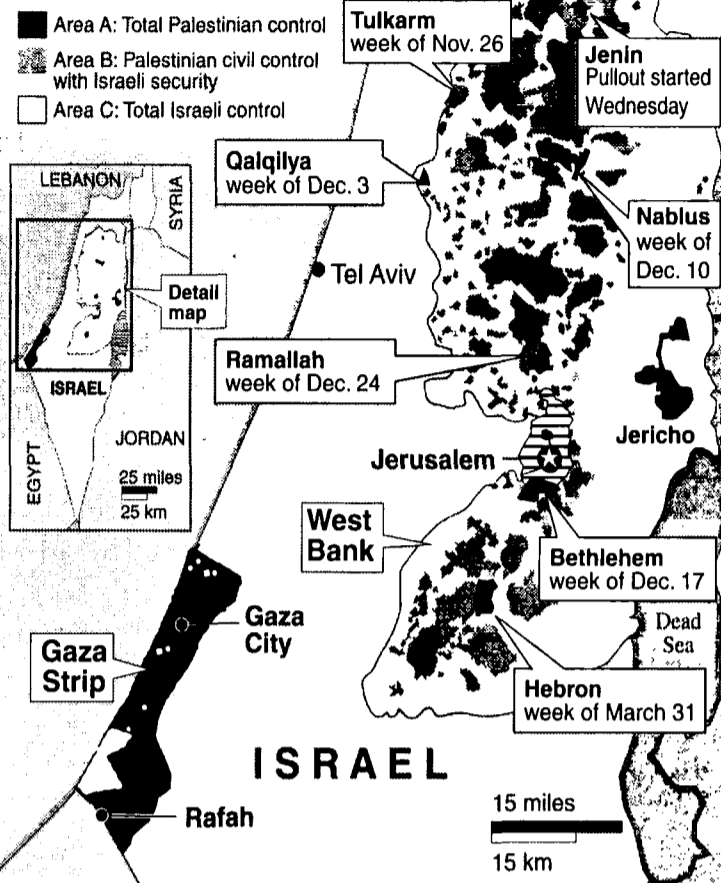 Area A: Total Palestinian control
Area B: Palestinian civil control
with Israeli security
Area C: Total Israeli control
Tulkarm
week of Nov. 26
Jenin
Pullout started
Wednesday
Qalqilya
week of Dec. 3
Nablus
week of
Dec. 10
LEBANON
SYRIA
Detail
map
ISRAEL
JORDAN
EGYPT
25 miles
25 km
Tel Aviv
Ramallah
week of Dec. 24
Jericho
Jerusalem
West
Bank
Bethlehem
week of Dec. 17
Gaza
City
Gaza
Strip
Dead
Sea
Hebron
week of March 31
ISRAEL
Rafah
15 miles
15 km